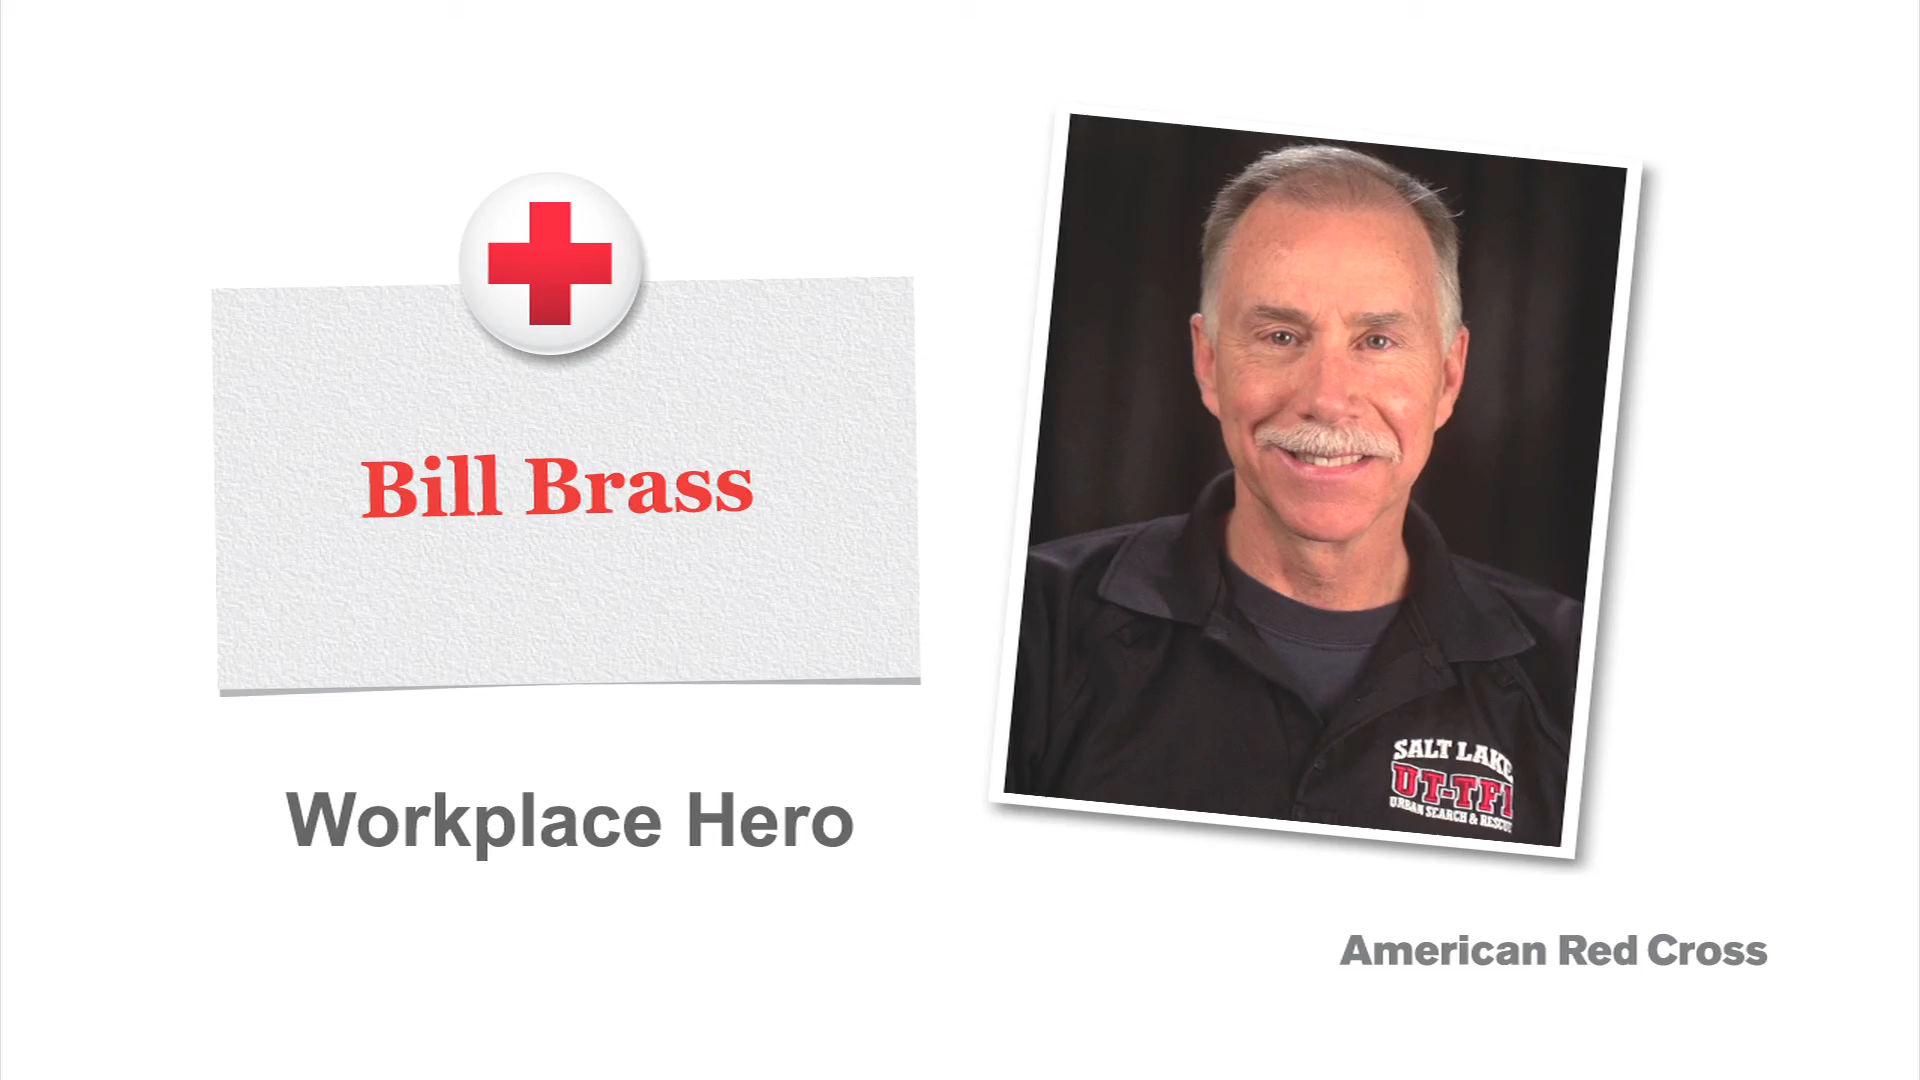 Bill Brass
Workplace Hero
SALT LAKE
UT-TF1
URBAN SEARCH & RESCUE
American Red Cross